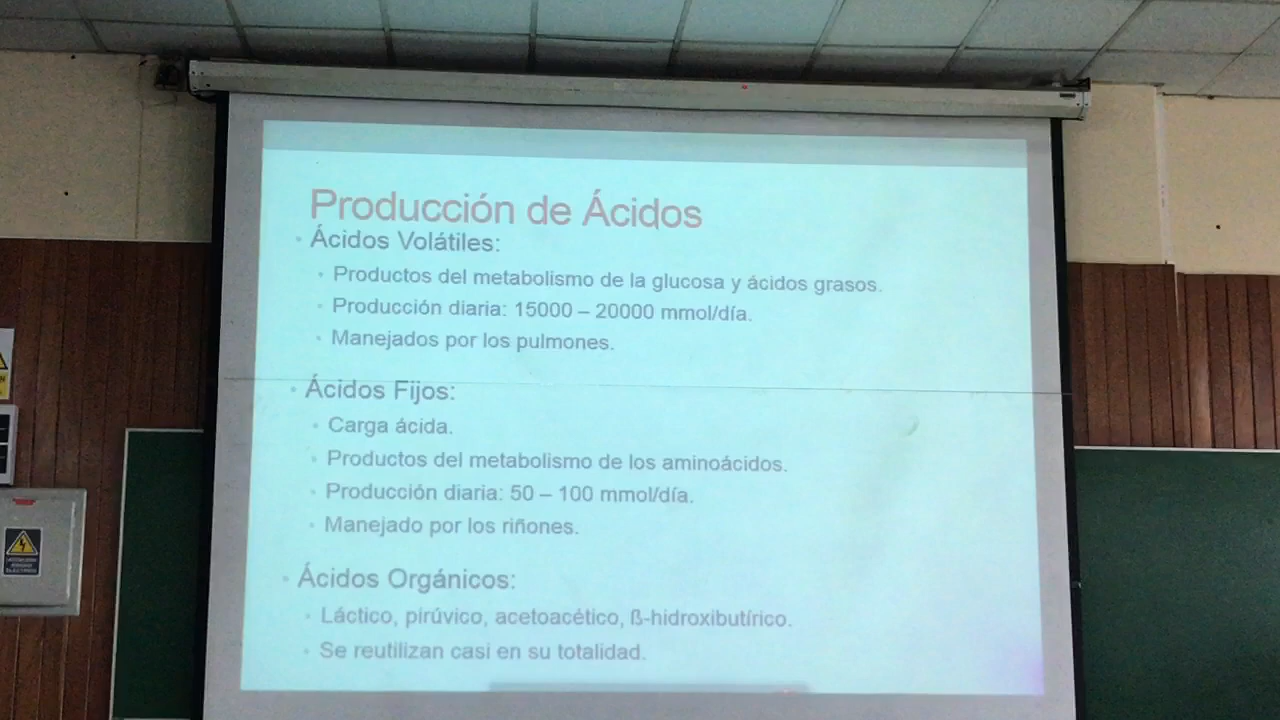 Producción de Ácidos
• Ácidos Volátiles:
• Productos del metabolismo de la glucosa y ácidos grasos.
• Producción diaria: 15000 – 20000 mmol/día.
• Manejados por los pulmones.
• Ácidos Fijos:
• Carga ácida.
• Productos del metabolismo de los aminoácidos.
• Producción diaria: 50 – 100 mmol/día.
• Manejado por los riñones.
• Ácidos Orgánicos:
• Láctico, pirúvico, acetoacético, ß-hidroxibutírico.
• Se reutilizan casi en su totalidad.